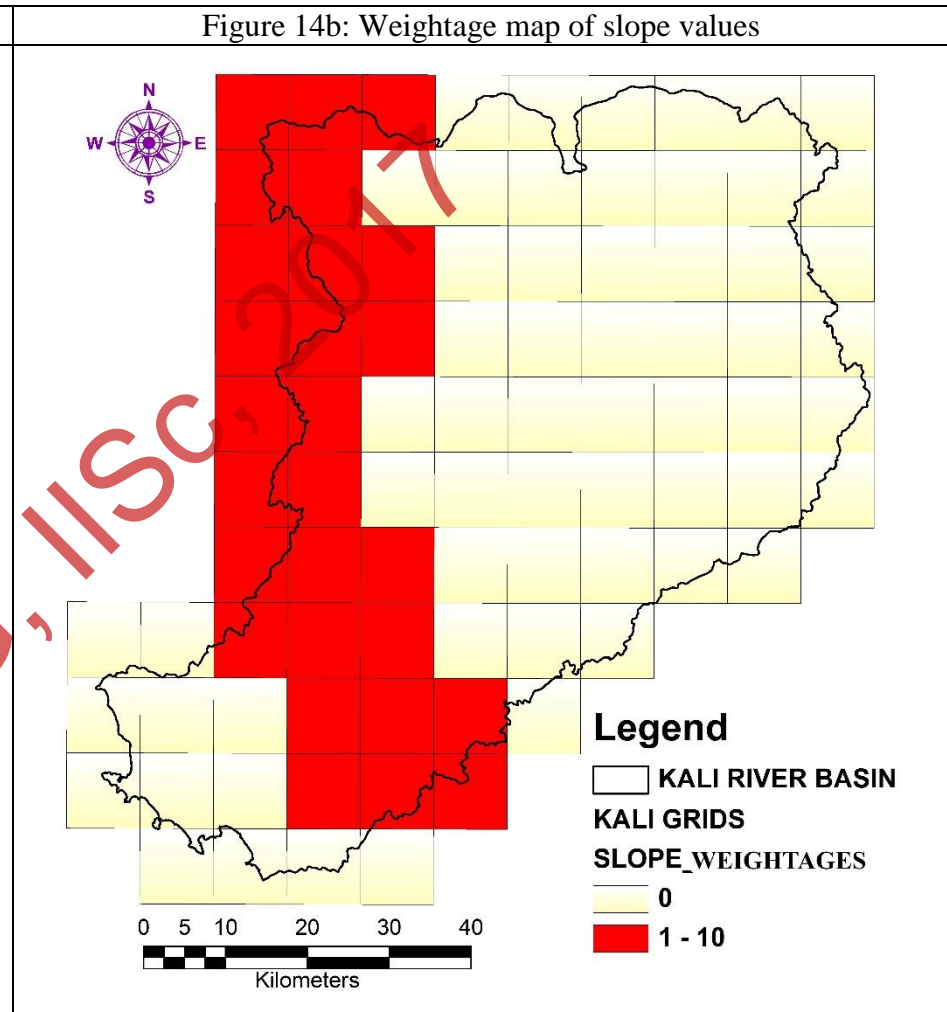 Figure 14b: Weightage map of slope values
N
W E
S
, IISc, 2017
Legend
KALI RIVER BASIN
KALI GRIDS
SLOPE_WEIGHTAGES
0
1 - 10
0 5 10 20 30 40
Kilometers